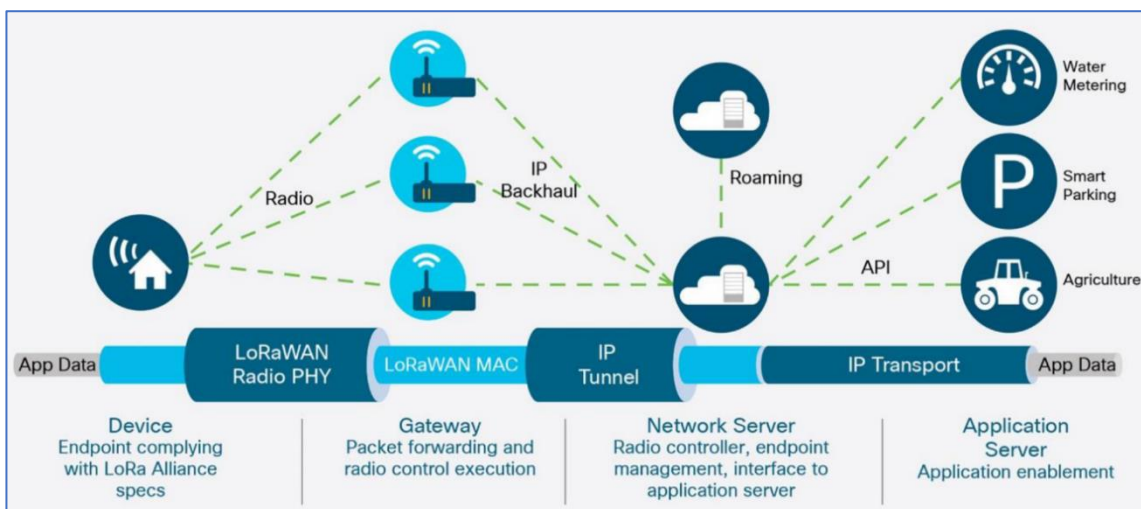 Water
Metering
Radio
IP
Backhaul
Roaming
P
Smart
Parking
API
Agriculture
App Data
LoRaWAN
Radio PHY
LoRaWAN MAC
IP
Tunnel
IP Transport
App Data
Device
Endpoint complying
with LoRa Alliance
specs
Gateway
Packet forwarding and
radio control execution
Network Server
Radio controller, endpoint
management, interface to
application server
Application
Server
Application enablement